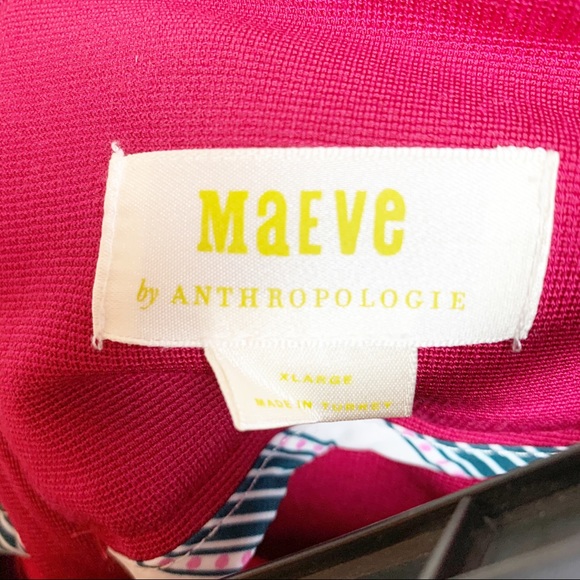 MaEve
by ANTHROPOLOGIE
XLARGE
MADE IN TURKEY